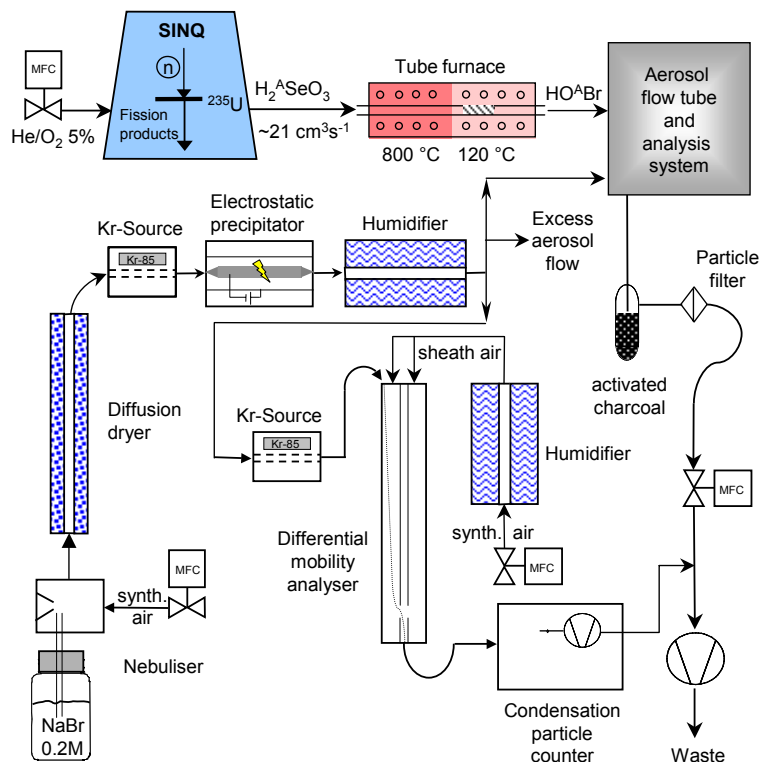 SINQ
MFC
n
He/O₂ 5%
Fission
products
²³⁵U
H₂ᴬSeO₃
~21 cm³s⁻¹
Tube furnace
800 °C
120 °C
HOᴬBr
Aerosol
flow tube
and
analysis
system
Kr-Source
Kr-85
Electrostatic
precipitator
Humidifier
Excess
aerosol
flow
Particle
filter
activated
charcoal
Diffusion
dryer
Kr-Source
Kr-85
sheath air
Humidifier
synth. air
MFC
MFC
Differential
mobility
analyser
MFC
synth.
air
Nebuliser
NaBr
0.2M
Condensation
particle
counter
Waste